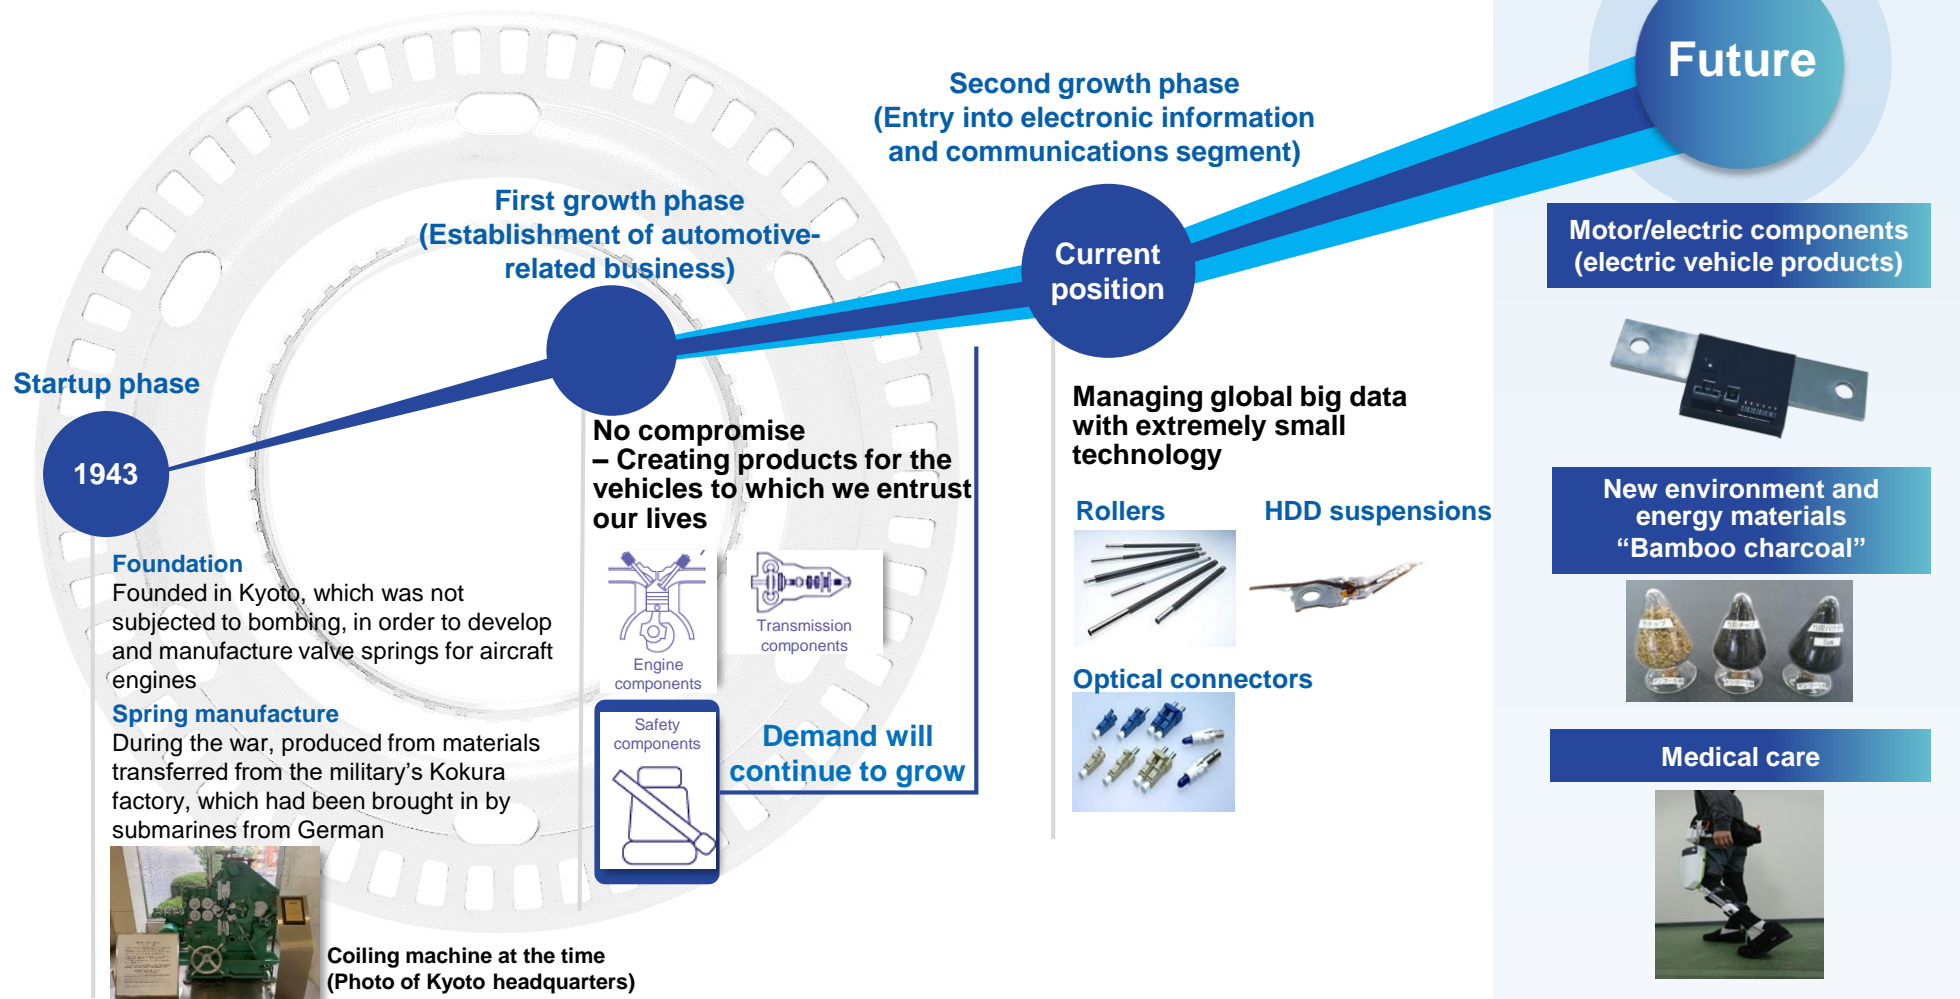 Startup phase
1943
Foundation
Founded in Kyoto, which was not
subjected to bombing, in order to develop
and manufacture valve springs for aircraft
engines
Spring manufacture
During the war, produced from materials
transferred from the military's Kokura
factory, which had been brought in by
submarines from German
Coiling machine at the time
(Photo of Kyoto headquarters)
First growth phase
(Establishment of automotive-
related business)
No compromise
– Creating products for the
vehicles to which we entrust
our lives
Engine
components
Transmission
components
Safety
components
Demand will
continue to grow
Second growth phase
(Entry into electronic information
and communications segment)
Current
position
Managing global big data
with extremely small
technology
Rollers
HDD suspensions
Optical connectors
Future
Motor/electric components
(electric vehicle products)
New environment and
energy materials
“Bamboo charcoal”
Medical care